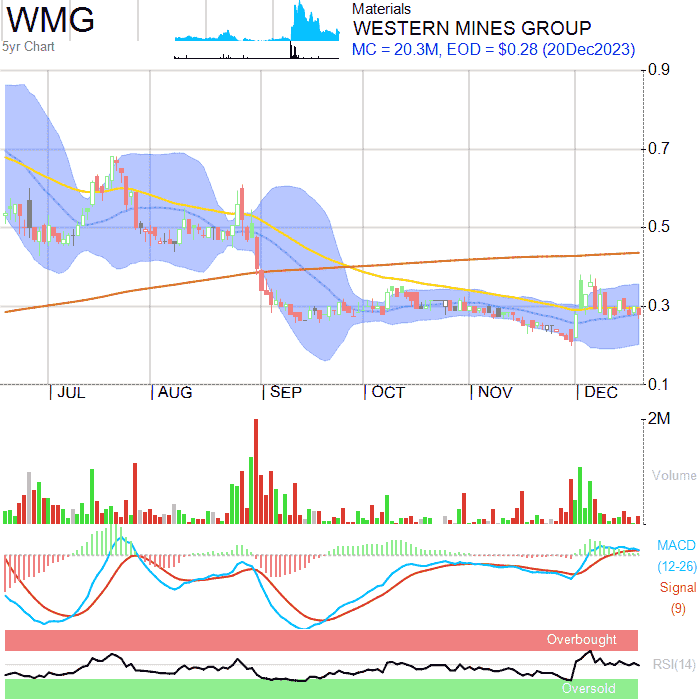 WMG
5yr Chart
Materials
WESTERN MINES GROUP
MC = 20.3M, EOD = $0.28 (20Dec2023)
0.9
0.7
0.5
0.3
0.1
JUL AUG SEP OCT NOV DEC
2M
Volume
MACD
(12-26)
Signal
(9)
Overbought
RSI(14)
Oversold